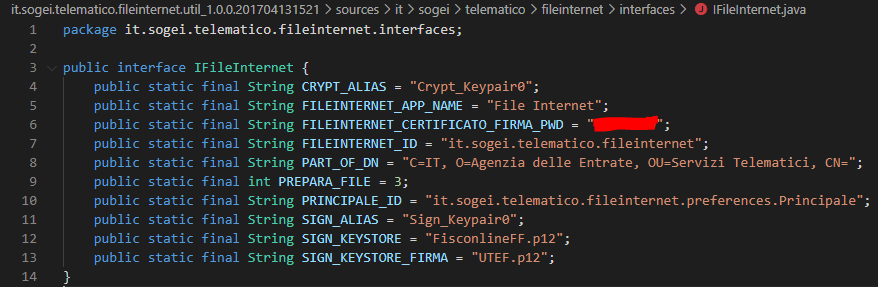 it.sogei.telematico.fileinternet.util_1.0.0.201704131521 > sources > it > sogei > telematico > fileinternet > interfaces > IFileInternet.java
1 package it.sogei.telematico.fileinternet.interfaces;
2
3 public interface IFileInternet {
4 public static final String CRYPT_ALIAS = "Crypt_Keypair0";
5 public static final String FILEINTERNET_APP_NAME = "File Internet";
6 public static final String FILEINTERNET_CERTIFICATO_FIRMA_PWD = "";
7 public static final String FILEINTERNET_ID = "it.sogei.telematico.fileinternet";
8 public static final String PART_OF_DN = "C=IT, O=Agenzia delle Entrate, OU=Servizi Telematici, CN=";
9 public static final int PREPARA_FILE = 3;
10 public static final String PRINCIPALE_ID = "it.sogei.telematico.fileinternet.preferences.Principale";
11 public static final String SIGN_ALIAS = "Sign_Keypair0";
12 public static final String SIGN_KEYSTORE = "FisconlineFF.p12";
13 public static final String SIGN_KEYSTORE_FIRMA = "UTEF.p12";
14 }